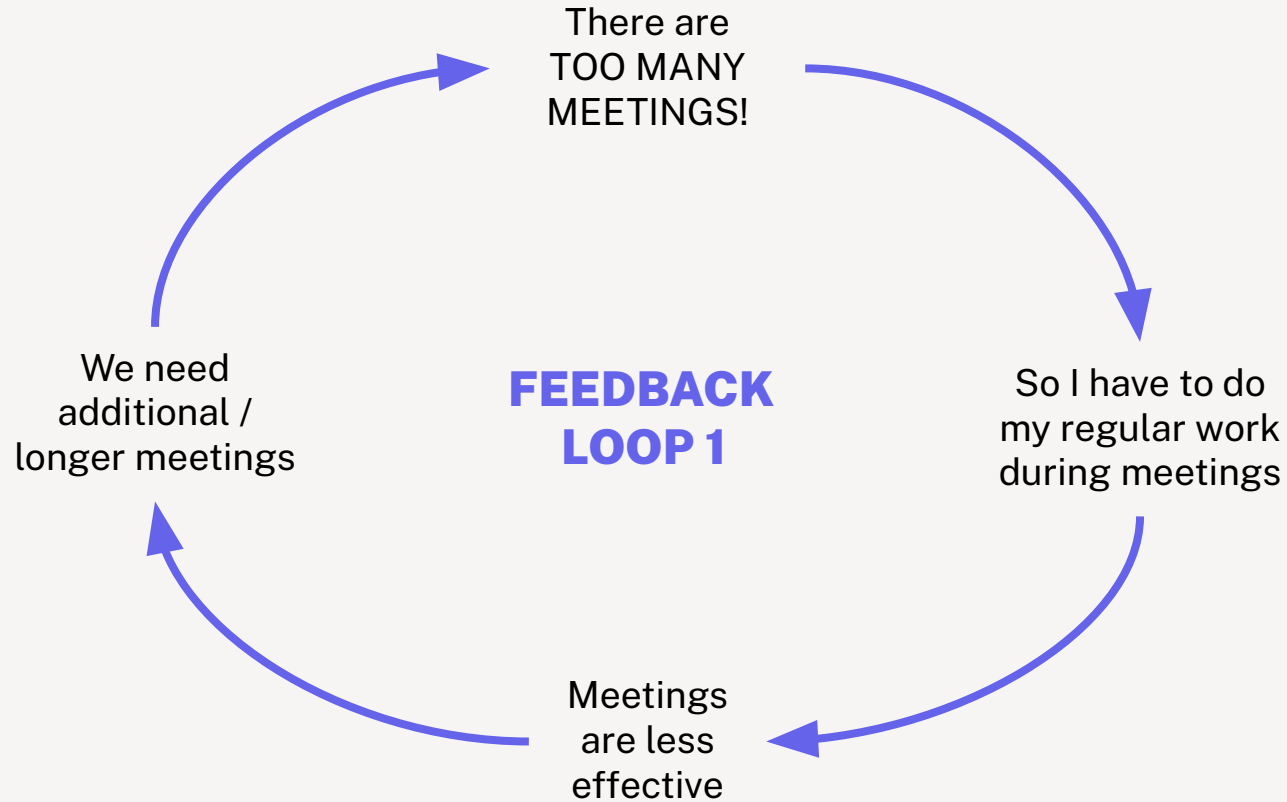 There are
TOO MANY
MEETINGS!
So I have to do
my regular work
during meetings
Meetings
are less
effective
We need
additional /
longer meetings
FEEDBACK
LOOP 1